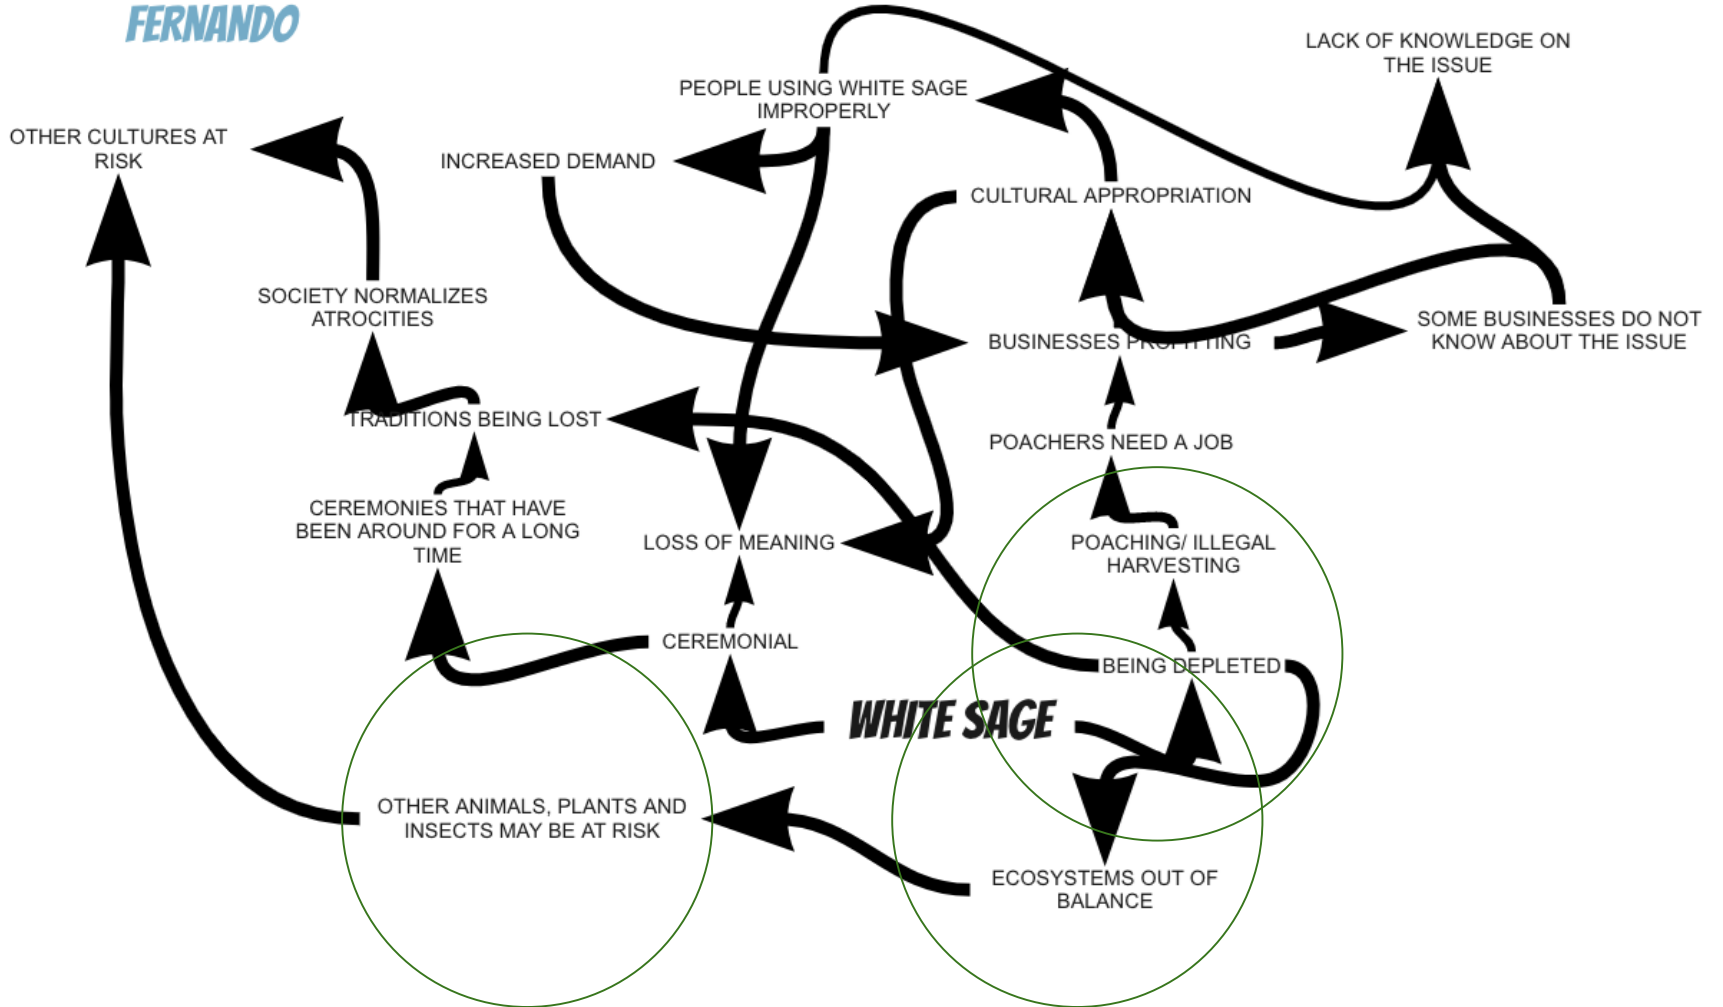 FERNANDO
LACK OF KNOWLEDGE ON
THE ISSUE
PEOPLE USING WHITE SAGE
IMPROPERLY
OTHER CULTURES AT
RISK
INCREASED DEMAND
CULTURAL APPROPRIATION
SOCIETY NORMALIZES
ATROCITIES
SOME BUSINESSES DO NOT
KNOW ABOUT THE ISSUE
BUSINESSES PROFITTING
TRADITIONS BEING LOST
POACHERS NEED A JOB
CEREMONIES THAT HAVE
BEEN AROUND FOR A LONG
TIME
LOSS OF MEANING
POACHING/ ILLEGAL
HARVESTING
CEREMONIAL
BEING DEPLETED
WHITE SAGE
OTHER ANIMALS, PLANTS AND
INSECTS MAY BE AT RISK
ECOSYSTEMS OUT OF
BALANCE